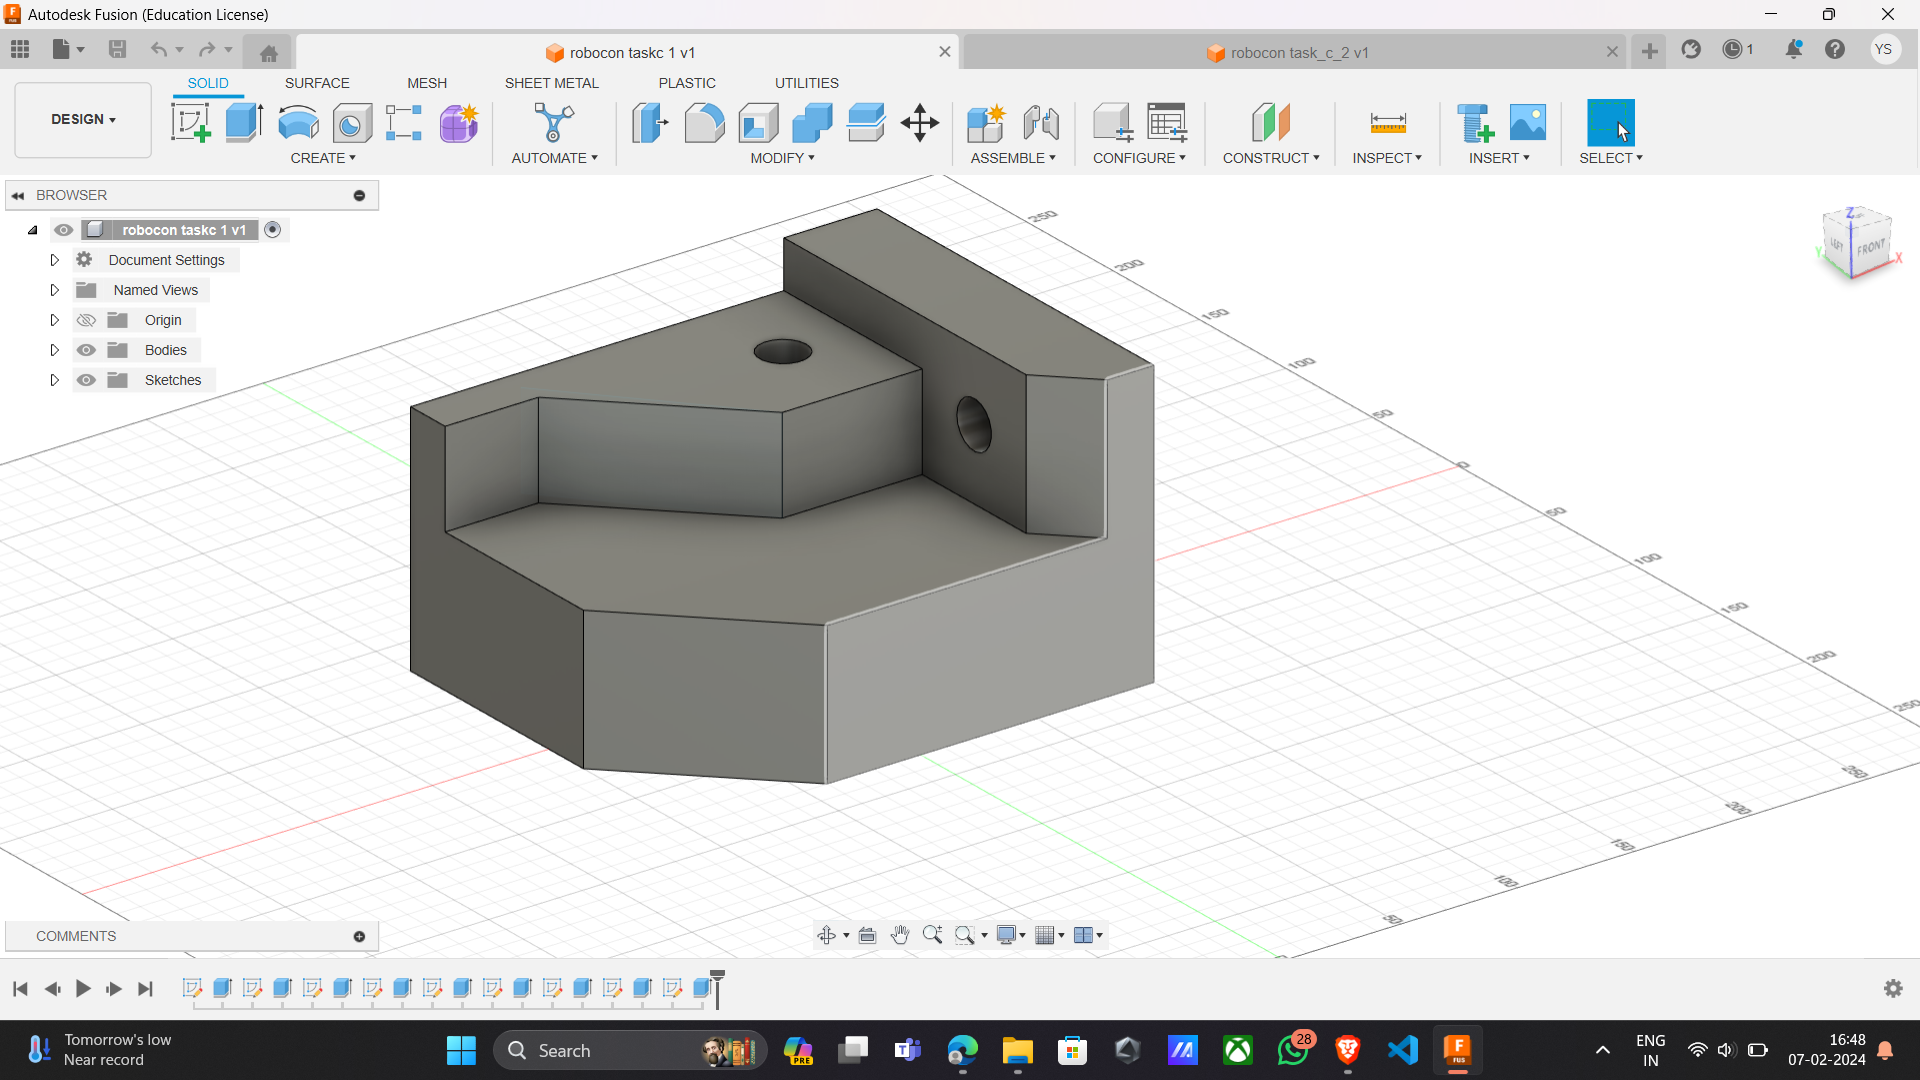 Autodesk Fusion (Education License)
robocon taskc 1 v1
robocon task_c_2 v1
1
YS
DESIGN
SOLID
SURFACE
MESH
SHEET METAL
PLASTIC
UTILITIES
CREATE
AUTOMATE
MODIFY
ASSEMBLE
CONFIGURE
CONSTRUCT
INSPECT
INSERT
SELECT
BROWSER
robocon taskc 1 v1
Document Settings
Named Views
Origin
Bodies
Sketches
250
200
150
100
50
0
50
100
150
200
250
250
200
150
100
50
Z
LEFT
FRONT
Y
X
COMMENTS
Tomorrow's low
Near record
Search
PRE
28
F
FUS
ENG
IN
16:48
07-02-2024